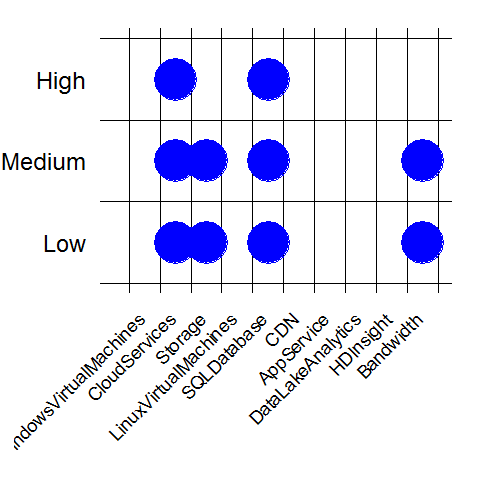 High
Medium
Low
ndowsVirtualMachines
CloudServices
Storage
LinuxVirtualMachines
SQLDatabase
CDN
AppService
DataLakeAnalytics
HDInsight
Bandwidth